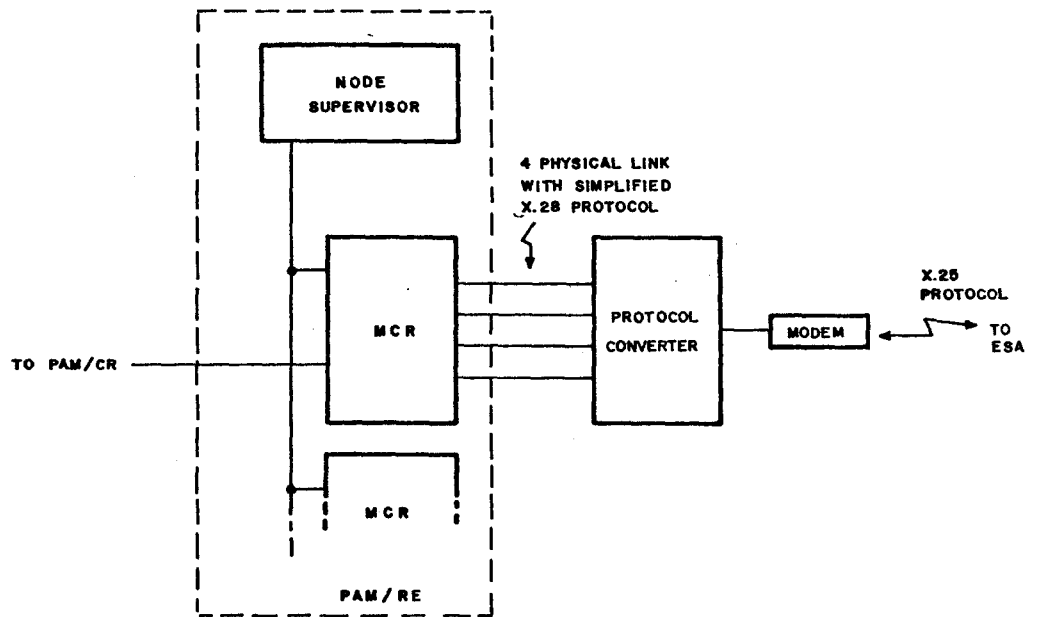 NODE
SUPERVISOR
4 PHYSICAL LINK
WITH SIMPLIFIED
X.28 PROTOCOL
MCR
PROTOCOL
CONVERTER
X.25
PROTOCOL
MODEM
TO
ESA
TO PAM/CR
MCR
PAM/RE